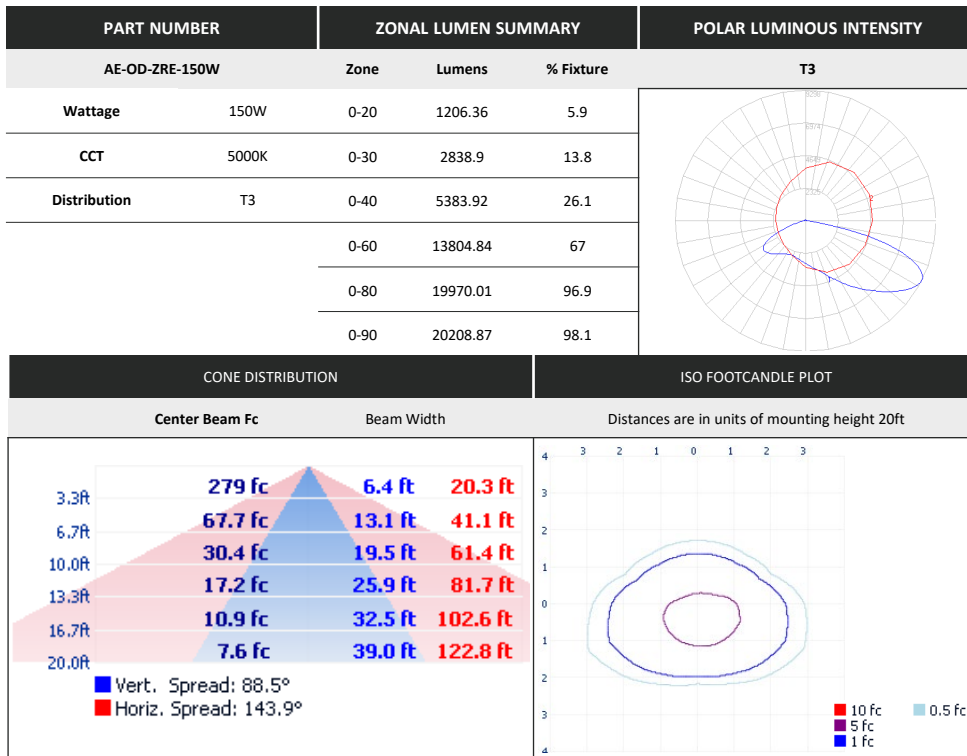 PART NUMBER
ZONAL LUMEN SUMMARY
POLAR LUMINOUS INTENSITY
AE-OD-ZRE-150W
Zone Lumens % Fixture
T3
Wattage 150W
0-20 1206.36 5.9
CCT 5000K
0-30 2838.9 13.8
Distribution T3
0-40 5383.92 26.1
0-60 13804.84 67
0-80 19970.01 96.9
0-90 20208.87 98.1
2
1
CONE DISTRIBUTION
ISO FOOTCANDLE PLOT
Center Beam Fc Beam Width
Distances are in units of mounting height 20ft
3.3ft 279 fc 6.4 ft 20.3 ft
6.7ft 67.7 fc 13.1 ft 41.1 ft
10.0ft 30.4 fc 19.5 ft 61.4 ft
13.3ft 17.2 fc 25.9 ft 81.7 ft
16.7ft 10.9 fc 32.5 ft 102.6 ft
20.0ft 7.6 fc 39.0 ft 122.8 ft
Vert. Spread: 88.5°
Horiz. Spread: 143.9°
3 2 1 0 1 2 3
4
3
2
1
0
1
2
3
4
10 fc
0.5 fc
5 fc
1 fc